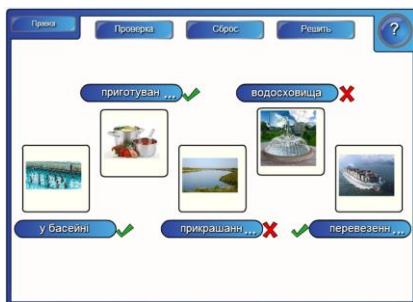 Правка
Проверка
Сброс
Решить
?
приготуван ...
водосховища
у басейні
прикрашанн ...
перевезенн ...